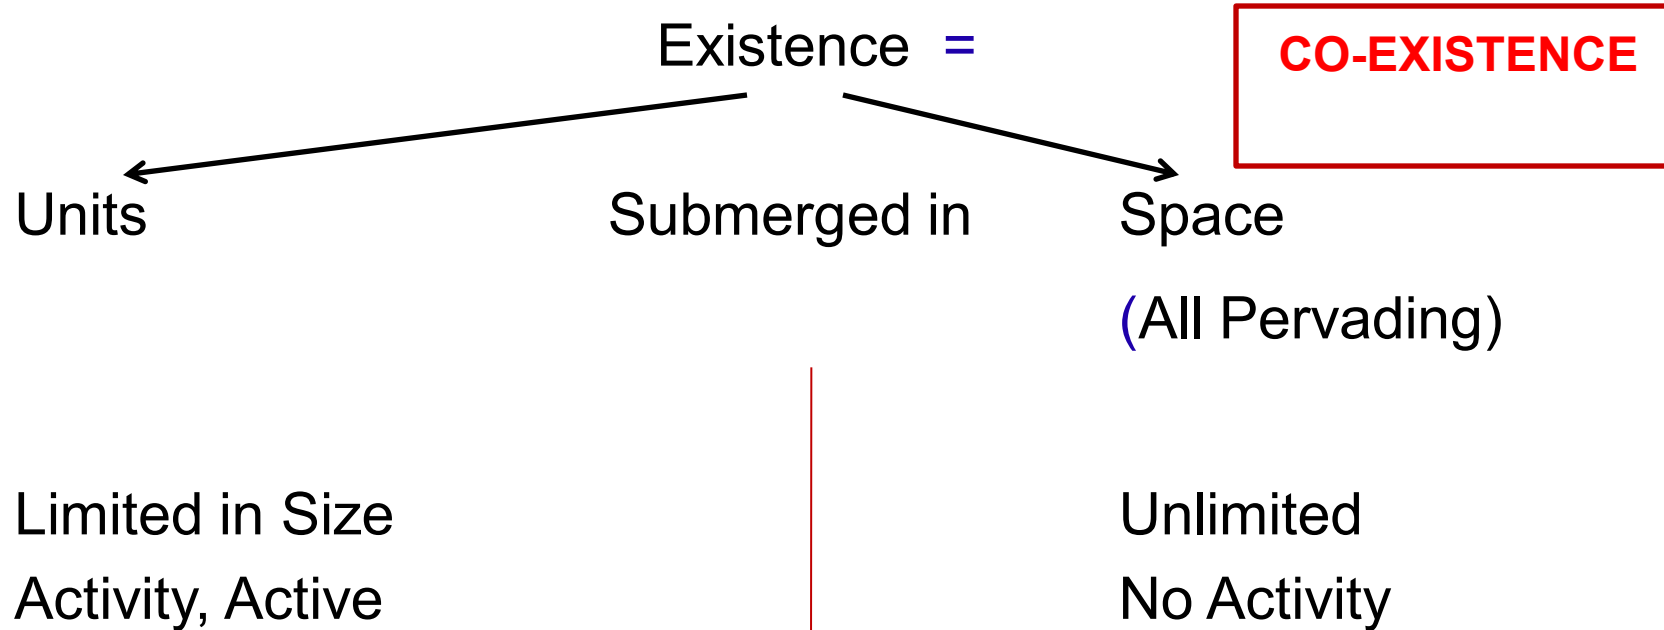 Existence = CO-EXISTENCE
Units Submerged in Space
(All Pervading)
Limited in Size Unlimited
Activity, Active No Activity